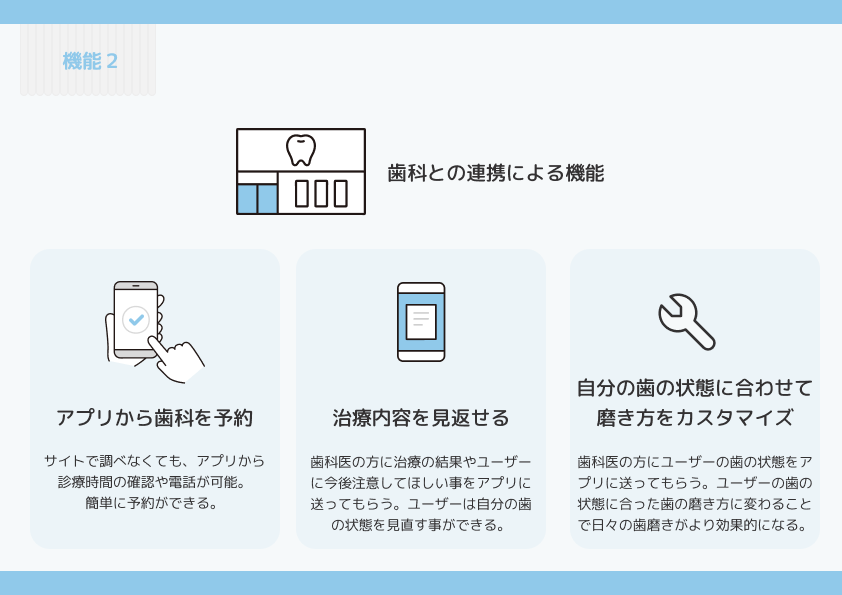 機能２
歯科との連携による機能
アプリから歯科を予約
サイトで調べなくても、アプリから
診療時間の確認や電話が可能。
簡単に予約ができる。
治療内容を見返せる
歯科医の方に治療の結果やユーザー
に今後注意してほしい事をアプリに
送ってもらう。ユーザーは自分の歯
の状態を見直す事ができる。
自分の歯の状態に合わせて
磨き方をカスタマイズ
歯科医の方にユーザーの歯の状態をア
プリに送ってもらう。ユーザーの歯の
状態に合った歯の磨き方に変わること
で日々の歯磨きがより効果的になる。